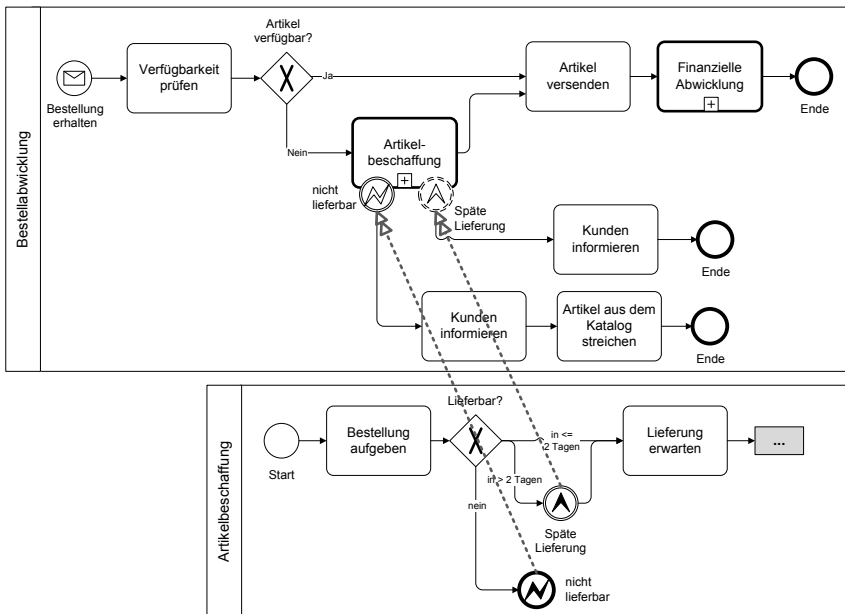 Bestellabwicklung
Bestellung
erhalten
Verfügbarkeit
prüfen
Artikel
verfügbar?
Ja
Nein
Artikel
versenden
Finanzielle
Abwicklung
Ende
Artikel-
beschaffung
nicht
lieferbar
Späte
Lieferung
Kunden
informieren
Ende
Kunden
informieren
Artikel aus dem
Katalog
streichen
Ende
Artikelbeschaffung
Start
Bestellung
aufgeben
Lieferbar?
in <=
2 Tagen
in > 2 Tagen
nein
Lieferung
erwarten
...
Späte
Lieferung
nicht
lieferbar